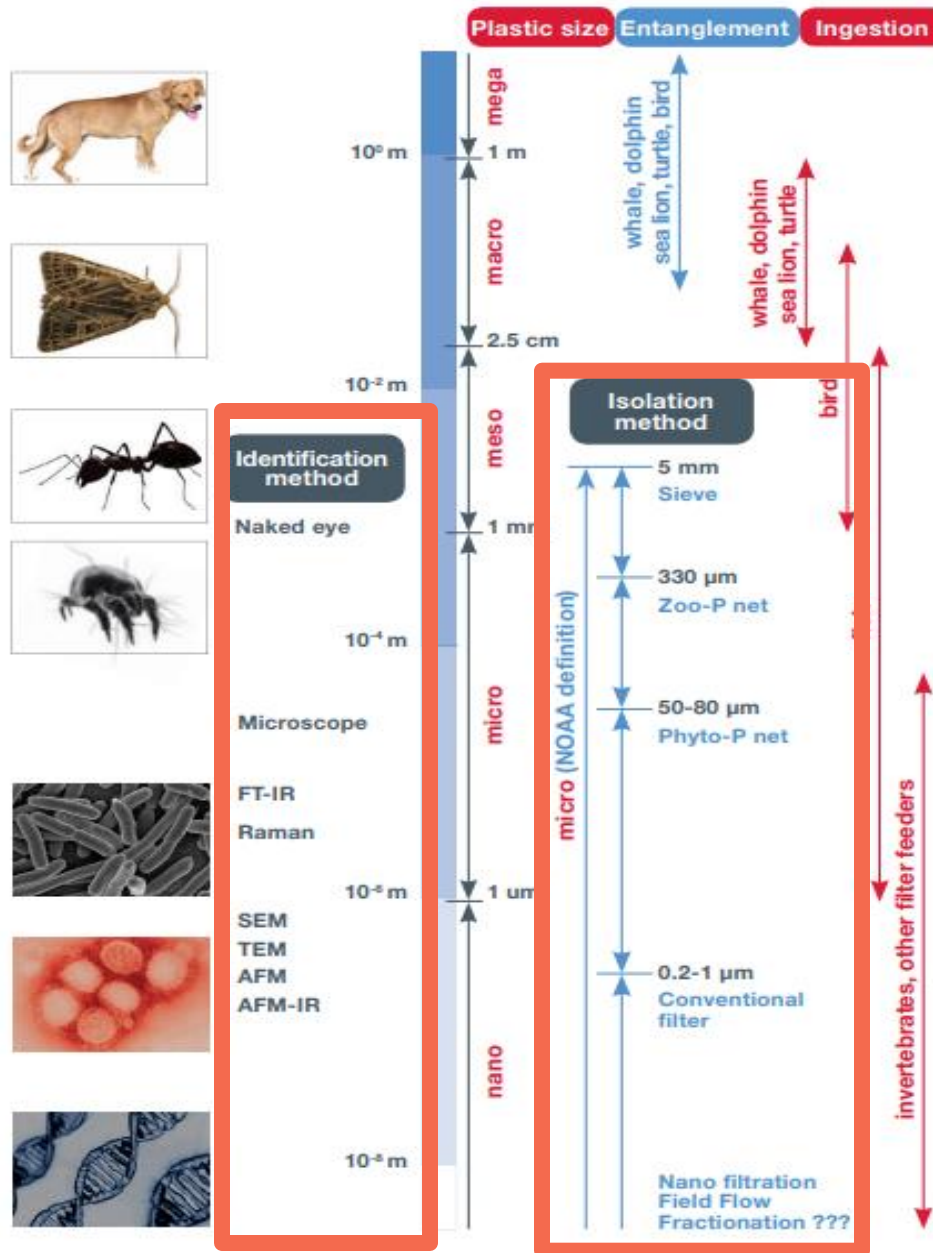 Plastic size
Entanglement
Ingestion
mega
10⁰ m
1 m
whale, dolphin
sea lion, turtle, bird
macro
whale, dolphin
sea lion, turtle
2.5 cm
10⁻² m
bird
meso
Identification
method
Naked eye
1 mm
10⁻⁴ m
Microscope
micro
FT-IR
Raman
1 um
SEM
TEM
AFM
AFM-IR
nano
10⁻⁸ m
Isolation
method
5 mm
Sieve
330 µm
Zoo-P net
micro (NOAA definition)
50-80 µm
Phyto-P net
0.2-1 µm
Conventional
filter
Nano filtration
Field Flow
Fractionation ???
invertebrates, other filter feeders